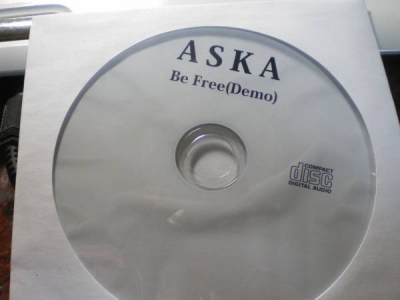 ASKA
Be Free(Demo)
COMPACT
disc
DIGITAL AUDIO